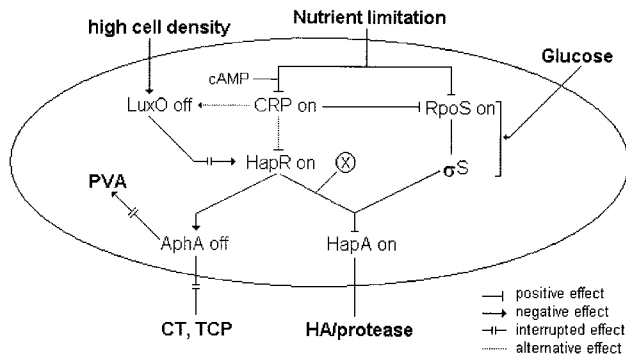 Nutrient limitation
high cell density
Glucose
cAMP
LuxO off
CRP on
RpoS on
HapR on
X
σS
PVA
AphA off
HapA on
CT, TCP
HA/protease
positive effect
negative effect
interrupted effect
alternative effect